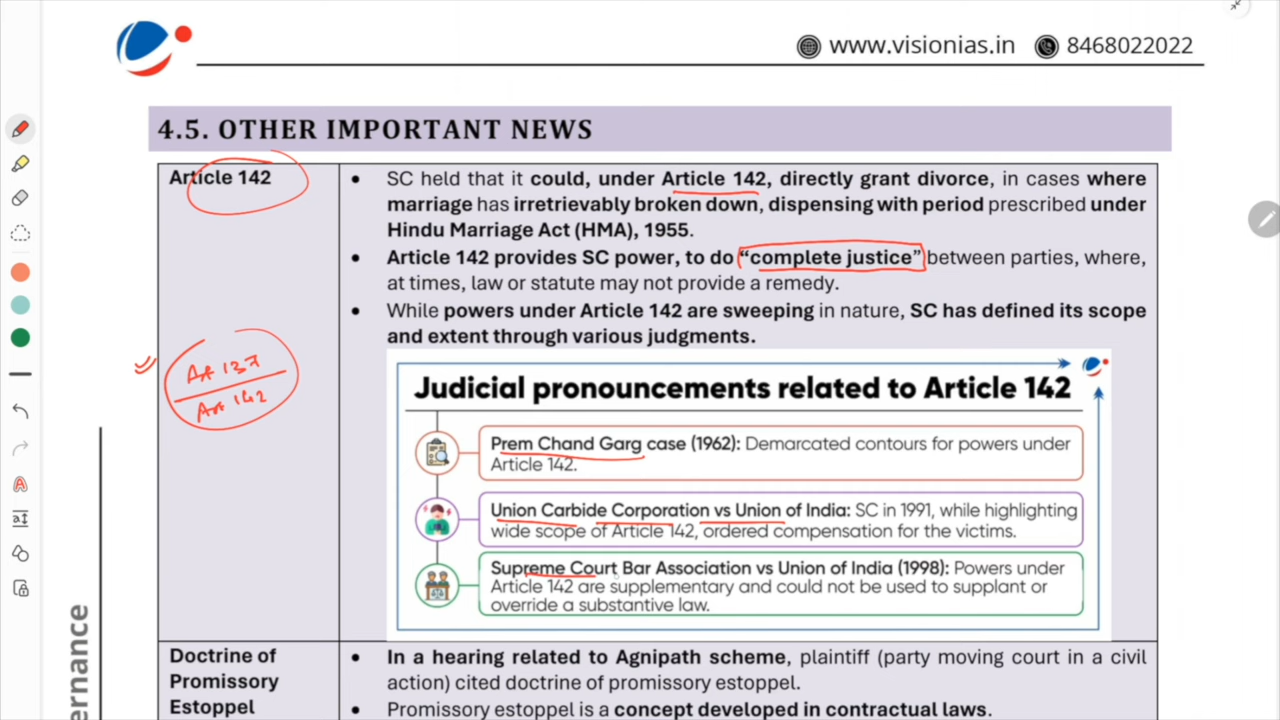 www.visionias.in 8468022022
4.5. OTHER IMPORTANT NEWS
Article 142
• SC held that it could, under Article 142, directly grant divorce, in cases where
marriage has irretrievably broken down, dispensing with period prescribed under
Hindu Marriage Act (HMA), 1955.
• Article 142 provides SC power, to do “complete justice” between parties, where,
at times, law or statute may not provide a remedy.
• While powers under Article 142 are sweeping in nature, SC has defined its scope
and extent through various judgments.
Art 137
Art 142
Judicial pronouncements related to Article 142
Prem Chand Garg case (1962): Demarcated contours for powers under
Article 142.
Union Carbide Corporation vs Union of India: SC in 1991, while highlighting
wide scope of Article 142, ordered compensation for the victims.
Supreme Court Bar Association vs Union of India (1998): Powers under
Article 142 are supplementary and could not be used to supplant or
override a substantive law.
Doctrine of
Promissory
Estoppel
• In a hearing related to Agnipath scheme, plaintiff (party moving court in a civil
action) cited doctrine of promissory estoppel.
• Promissory estoppel is a concept developed in contractual laws.
ernance